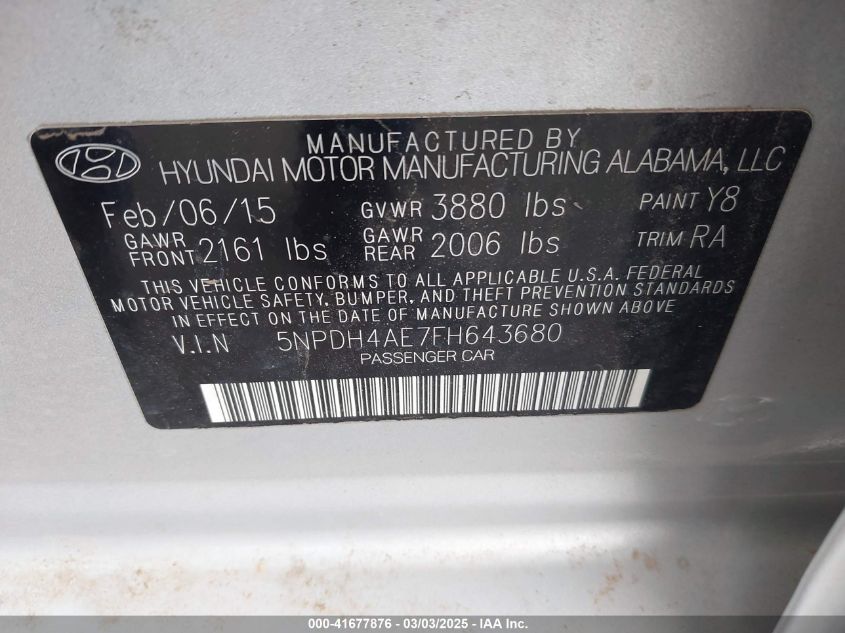 MANUFACTURED BY
HYUNDAI MOTOR MANUFACTURING ALABAMA, LLC
Feb/06/15 GVWR 3880 lbs PAINT Y8
GAWR FRONT 2161 lbs GAWR REAR 2006 lbs TRIM RA
THIS VEHICLE CONFORMS TO ALL APPLICABLE U.S.A. FEDERAL
MOTOR VEHICLE SAFETY, BUMPER, AND THEFT PREVENTION STANDARDS
IN EFFECT ON THE DATE OF MANUFACTURE SHOWN ABOVE
V.I.N 5NPDH4AE7FH643680
PASSENGER CAR
000-41677876 - 03/03/2025 - IAA Inc.